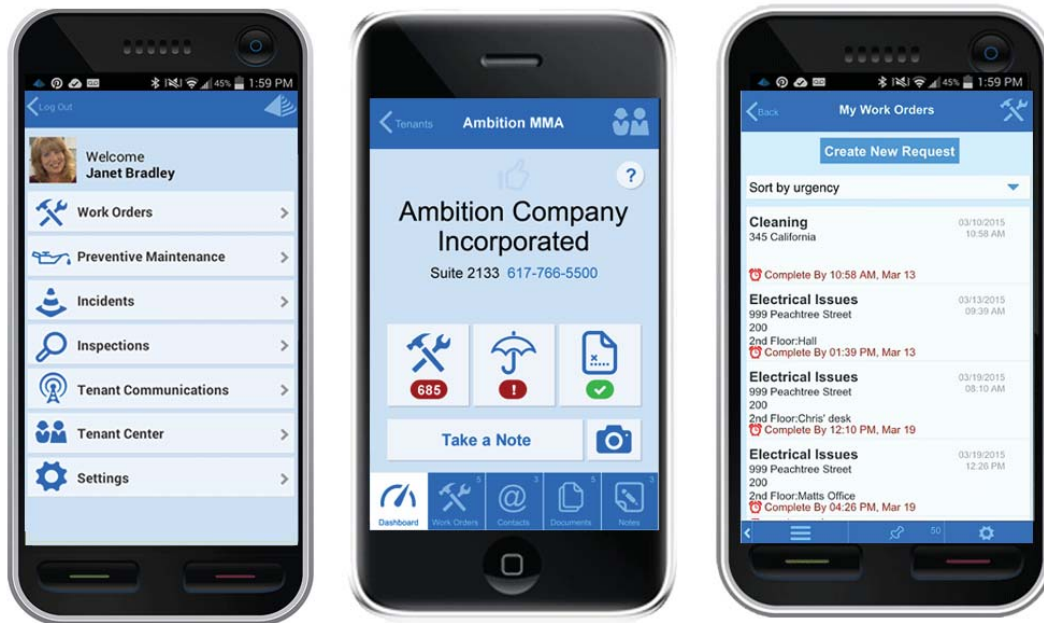 45% 1:59 PM
Log Out
Welcome
Janet Bradley
Work Orders
Preventive Maintenance
Incidents
Inspections
Tenant Communications
Tenant Center
Settings
Tenants Ambition MMA
?
Ambition Company
Incorporated
Suite 2133 617-766-5500
x....
685 !
Take a Note
5 3 5 3
Dashboard Work Orders Contacts Documents Notes
45% 1:59 PM
Back My Work Orders
Create New Request
Sort by urgency
Cleaning 03/10/2015
345 California 10:58 AM
Complete By 10:58 AM, Mar 13
Electrical Issues 03/13/2015
999 Peachtree Street 09:39 AM
200
2nd Floor:Hall
Complete By 01:39 PM, Mar 13
Electrical Issues 03/19/2015
999 Peachtree Street 08:10 AM
200
2nd Floor:Chris' desk
Complete By 12:10 PM, Mar 19
Electrical Issues 03/19/2015
999 Peachtree Street 12:26 PM
200
2nd Floor:Matts Office
Complete By 04:26 PM, Mar 19
50